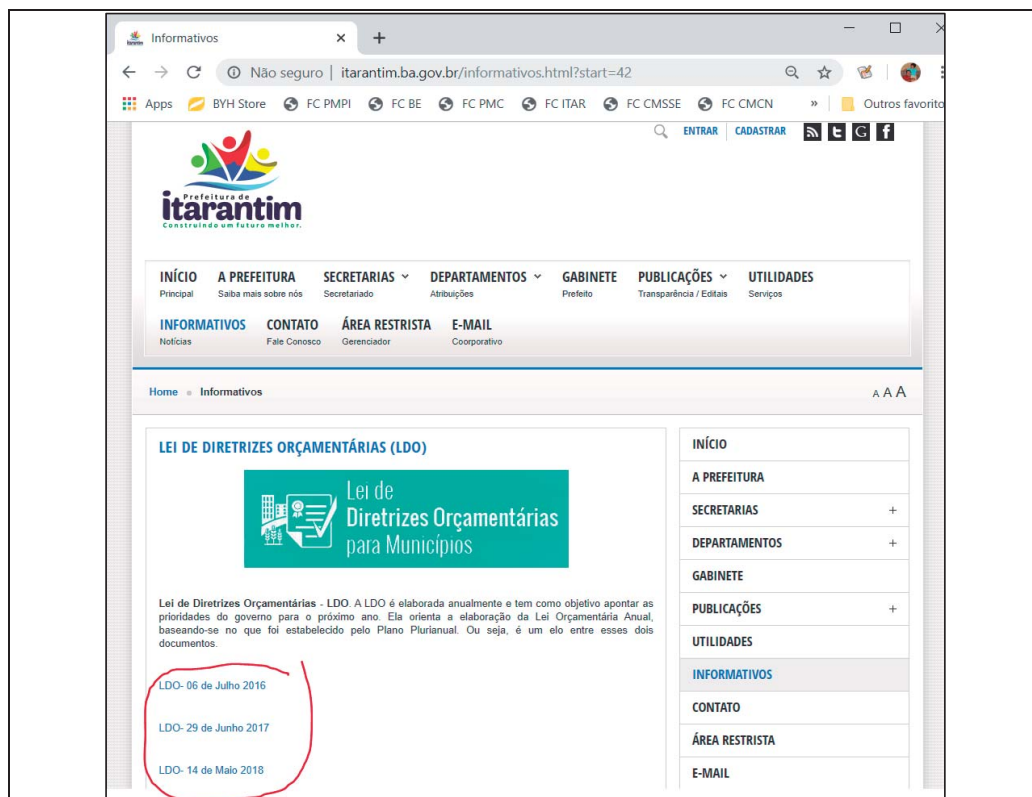 Informativos
Não seguro | itarantim.ba.gov.br/informativos.html?start=42
Apps BYH Store FC PMPI FC BE FC PMC FC ITAR FC CMSSE FC CMCN » Outros favorito
ENTRAR CADASTRAR
Prefeitura de
itarantim
Construindo um futuro melhor.
INÍCIO A PREFEITURA SECRETARIAS DEPARTAMENTOS GABINETE PUBLICAÇÕES UTILIDADES
Principal Saiba mais sobre nós Secretariado Atribuições Prefeito Transparência / Editais Serviços
INFORMATIVOS CONTATO ÁREA RESTRISTA E-MAIL
Notícias Fale Conosco Gerenciador Coorporativo
Home Informativos
A A A
LEI DE DIRETRIZES ORÇAMENTÁRIAS (LDO)
Lei de
Diretrizes Orçamentárias
para Municípios
Lei de Diretrizes Orçamentárias - LDO. A LDO é elaborada anualmente e tem como objetivo apontar as
prioridades do governo para o próximo ano. Ela orienta a elaboração da Lei Orçamentária Anual,
baseando-se no que foi estabelecido pelo Plano Plurianual. Ou seja, é um elo entre esses dois
documentos.
LDO- 06 de Julho 2016
LDO- 29 de Junho 2017
LDO- 14 de Maio 2018
INÍCIO
A PREFEITURA
SECRETARIAS +
DEPARTAMENTOS +
GABINETE
PUBLICAÇÕES +
UTILIDADES
INFORMATIVOS
CONTATO
ÁREA RESTRISTA
E-MAIL